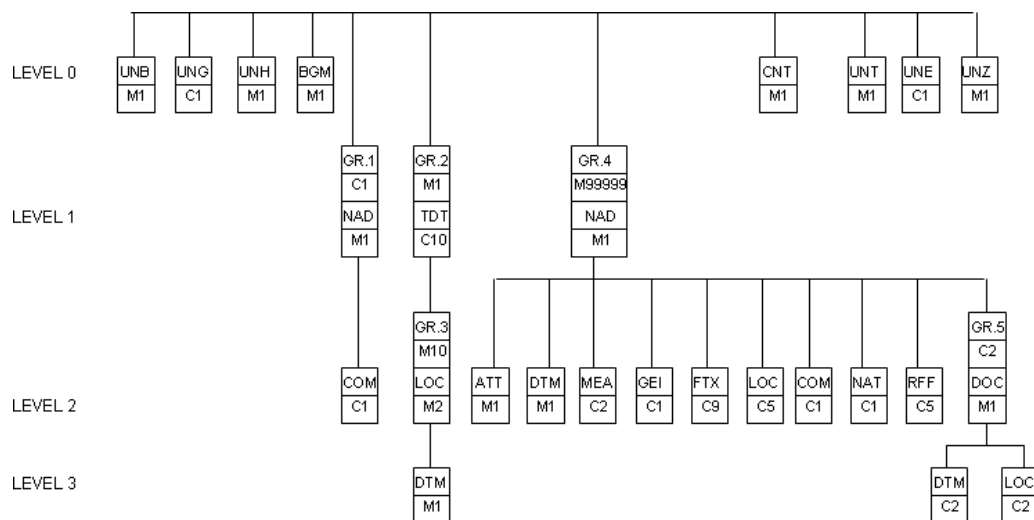 LEVEL 0
UNB
M1
UNG
C1
UNH
M1
BGM
M1
CNT
M1
UNT
M1
UNE
C1
UNZ
M1
LEVEL 1
GR.1
C1
NAD
M1
GR.2
M1
TDT
C10
GR.4
M99999
NAD
M1
LEVEL 2
COM
C1
GR.3
M10
LOC
M2
ATT
M1
DTM
M1
MEA
C2
GEI
C1
FTX
C9
LOC
C5
COM
C1
NAT
C1
RFF
C5
GR.5
C2
DOC
M1
LEVEL 3
DTM
M1
DTM
C2
LOC
C2